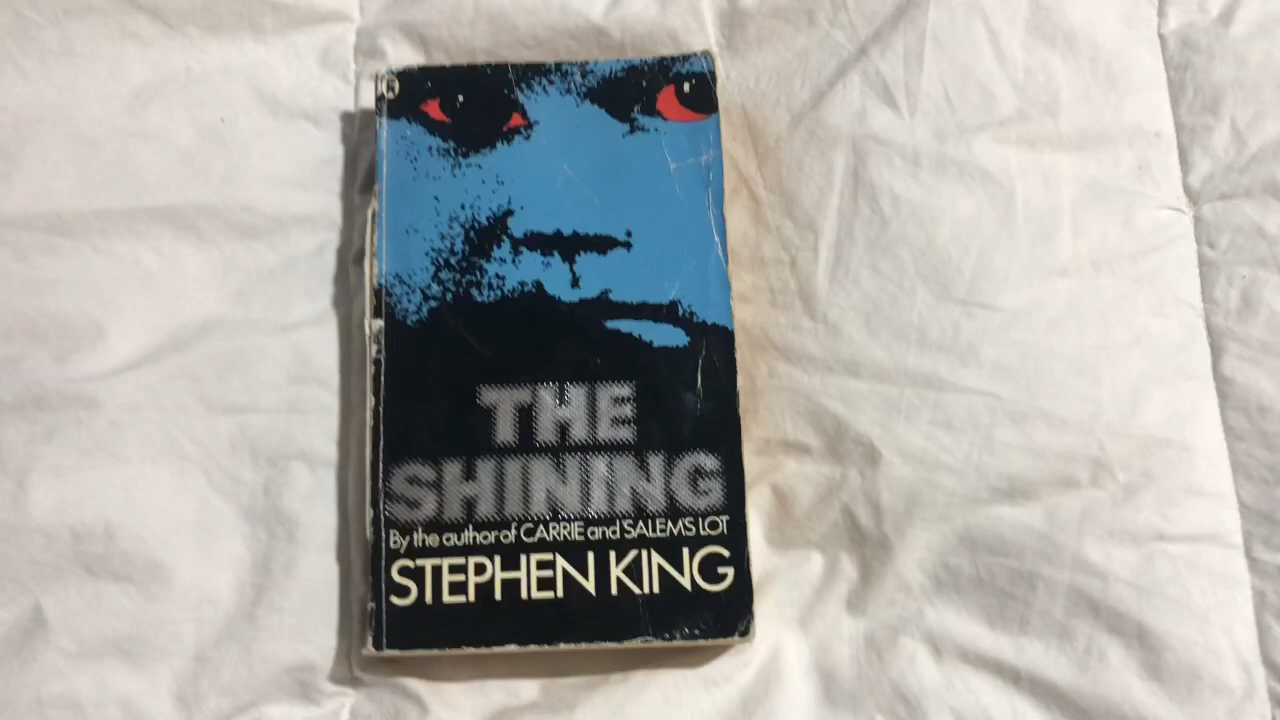 THE
SHINING
By the author of CARRIE and 'SALEM'S LOT
STEPHEN KING